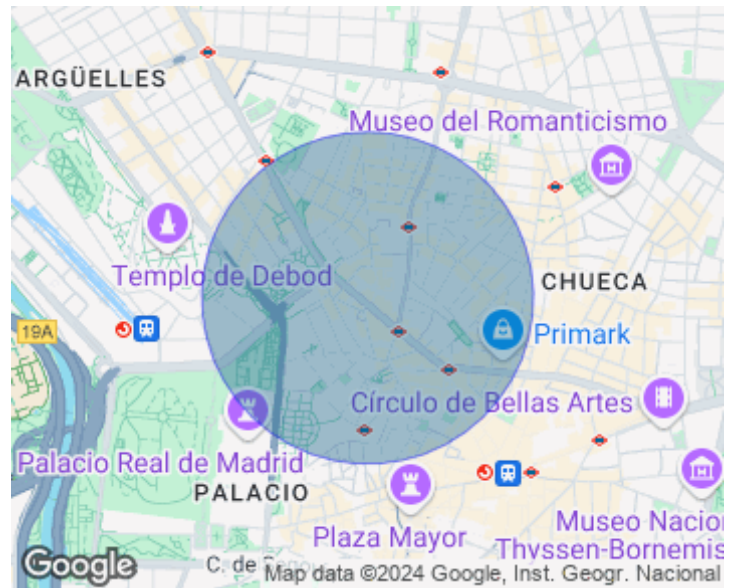 ARGÜELLES
Museo del
Romanticismo
Templo de Debod
CHUECA
19A
Primark
Círculo de Bellas Artes
Palacio Real de Madrid
PALACIO
Plaza Mayor
Museo Nacion
Thyssen-Bornemis
Google
C. de
Map data ©2024 Google, Inst. Geogr. Nacional